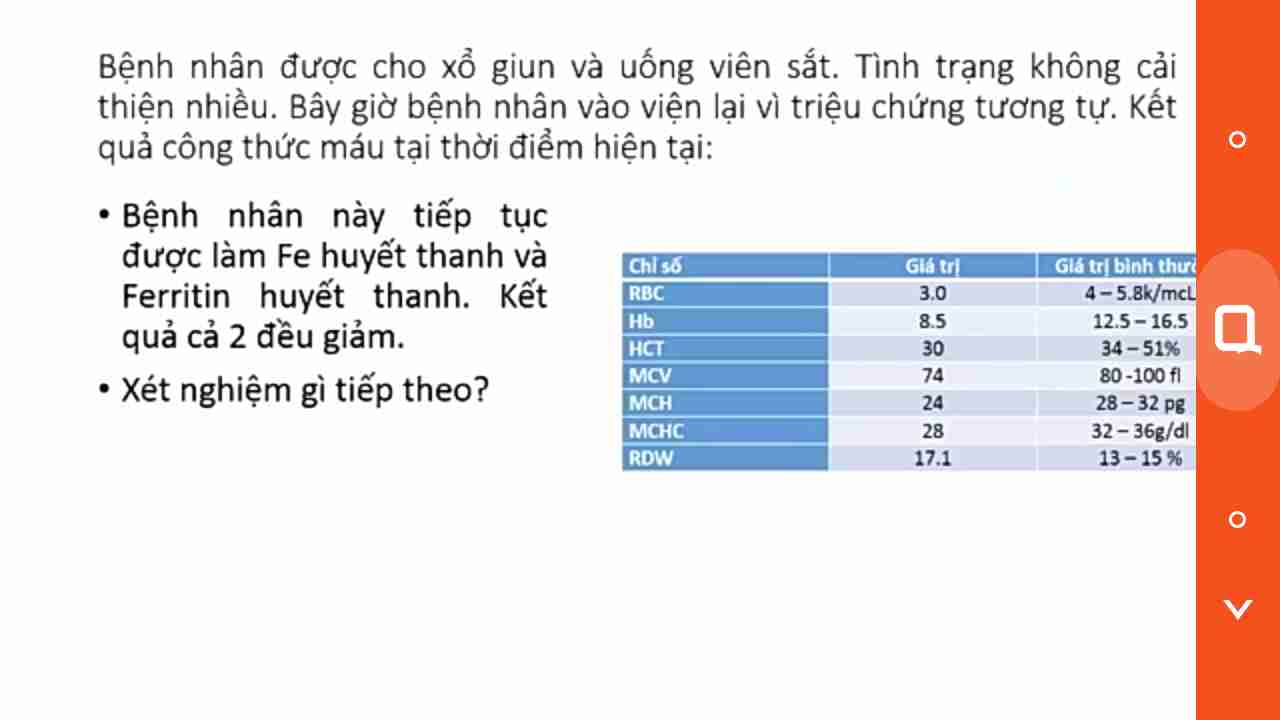 Bệnh nhân được cho xổ giun và uống viên sắt. Tình trạng không cải
thiện nhiều. Bây giờ bệnh nhân vào viện lại vì triệu chứng tương tự. Kết
quả công thức máu tại thời điểm hiện tại:
• Bệnh nhân này tiếp tục
được làm Fe huyết thanh và
Ferritin huyết thanh. Kết
quả cả 2 đều giảm.
• Xét nghiệm gì tiếp theo?
Chỉ số Giá trị Giá trị bình
RBC 3.0 4 – 5.8k/mcL
Hb 8.5 12.5 – 16.5
HCT 30 34 – 51%
MCV 74 80 -100 fl
MCH 24 28 – 32 pg
MCHC 28 32 – 36g/dl
RDW 17.1 13 – 15 %